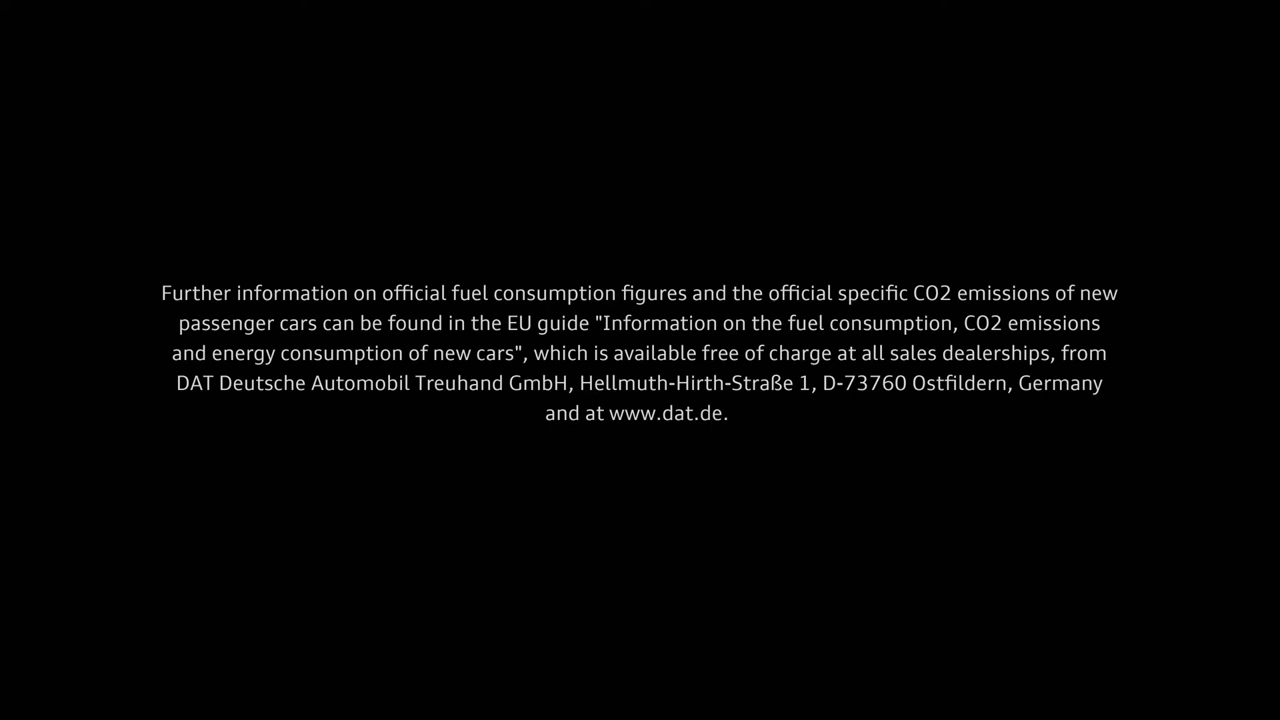 Further information on official fuel consumption figures and the official specific CO2 emissions of new
passenger cars can be found in the EU guide "Information on the fuel consumption, CO2 emissions
and energy consumption of new cars", which is available free of charge at all sales dealerships, from
DAT Deutsche Automobil Treuhand GmbH, Hellmuth-Hirth-Straße 1, D-73760 Ostfildern, Germany
and at www.dat.de.